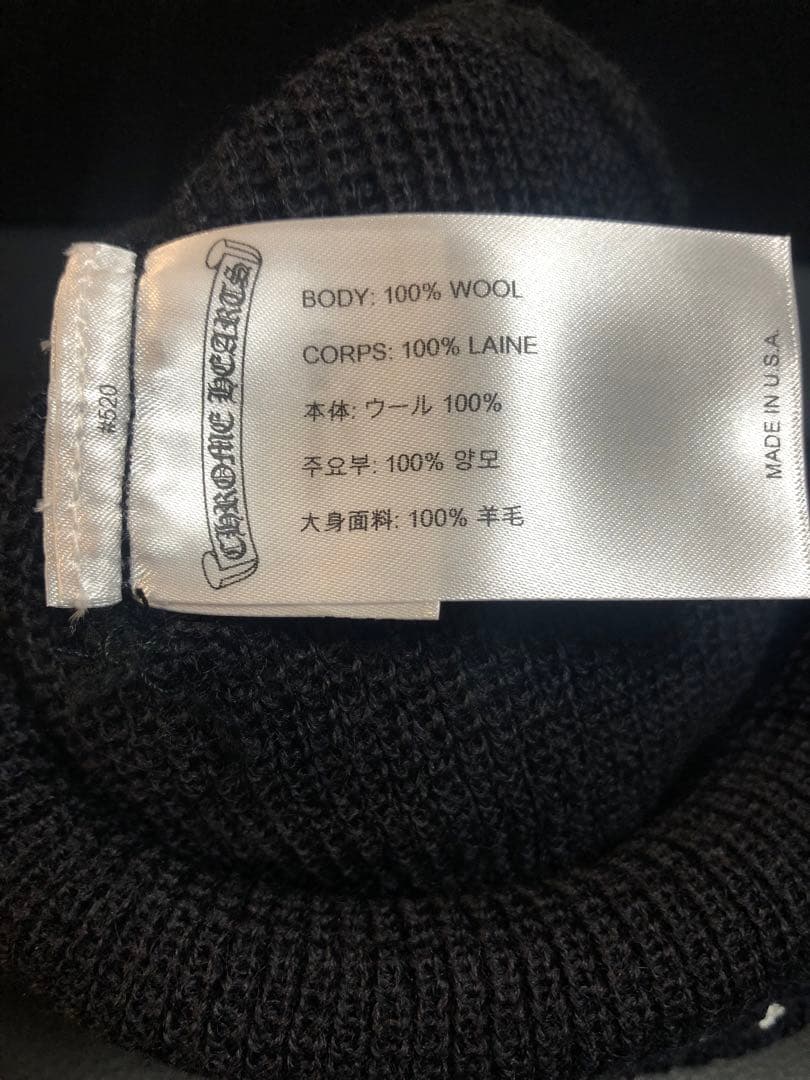 #520
CHROME HEARTS
BODY: 100% WOOL
CORPS: 100% LAINE
本体: ウール 100%
주요부: 100% 양모
大身面料: 100% 羊毛
MADE IN U.S.A.